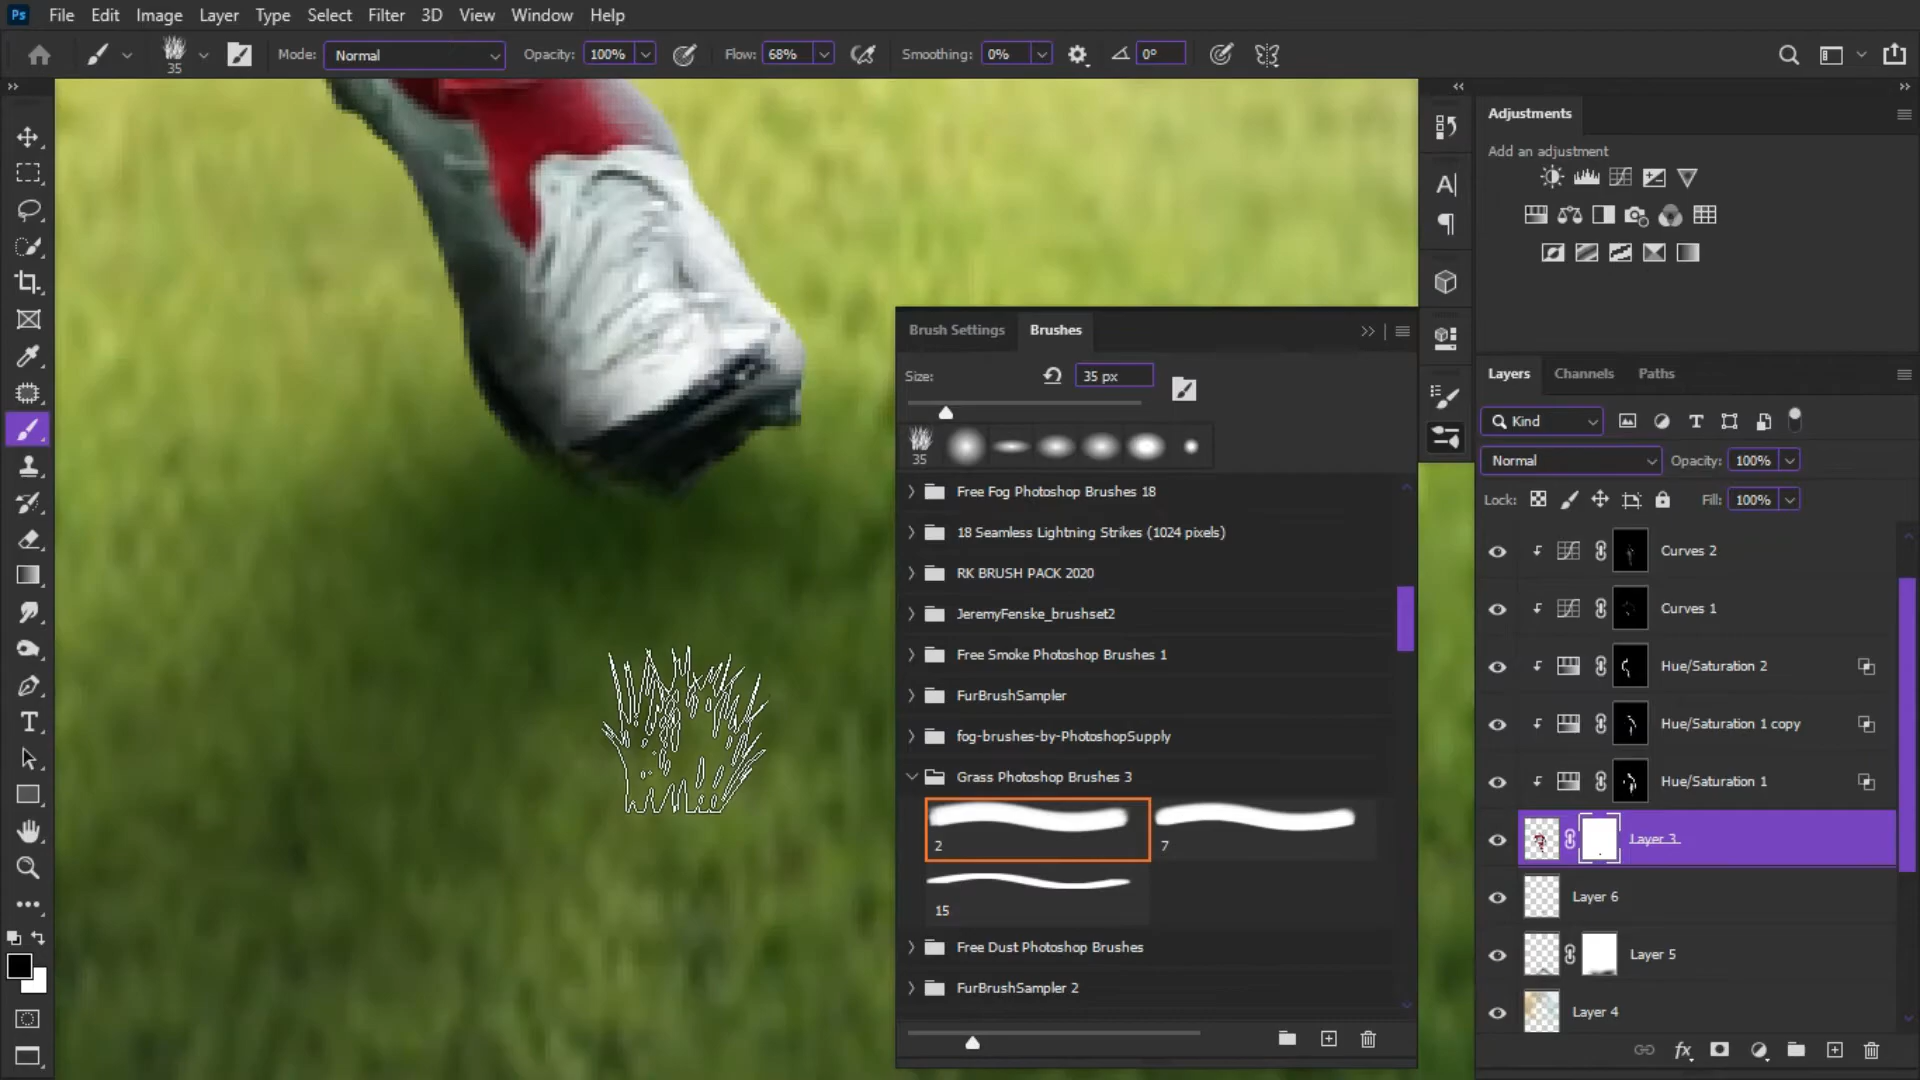 Ps File Edit Image Layer Type Select Filter 3D View Window Help
35 Mode: Normal Opacity: 100% Flow: 68% Smoothing: 0% 0°
Adjustments
Add an adjustment
Brush Settings Brushes
Size: 35 px
35
Free Fog Photoshop Brushes 18
18 Seamless Lightning Strikes (1024 pixels)
RK BRUSH PACK 2020
JeremyFenske_brushset2
Free Smoke Photoshop Brushes 1
FurBrushSampler
fog-brushes-by-PhotoshopSupply
Grass Photoshop Brushes 3
2 7
15
Free Dust Photoshop Brushes
FurBrushSampler 2
Layers Channels Paths
Kind
Normal Opacity: 100%
Lock: Fill: 100%
Curves 2
Curves 1
Hue/Saturation 2
Hue/Saturation 1 copy
Hue/Saturation 1
Layer 3
Layer 6
Layer 5
Layer 4
fx